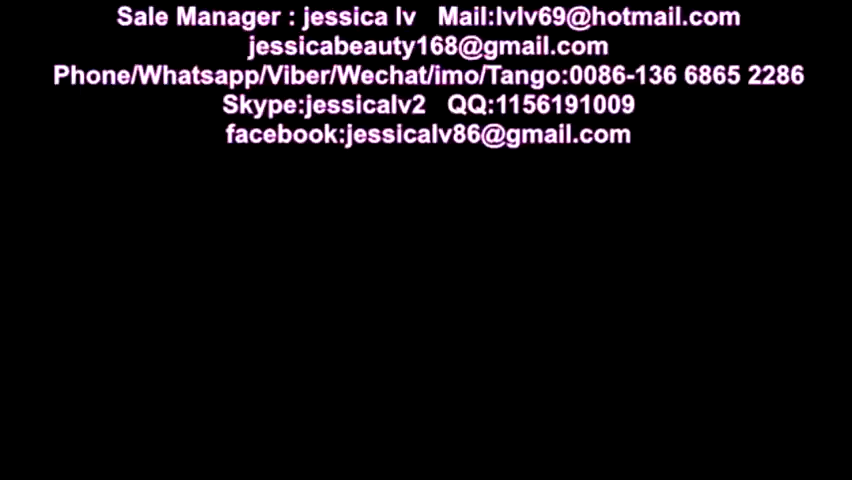 Sale Manager : jessica lv   Mail:lvlv69@hotmail.com
jessicabeauty168@gmail.com
Phone/Whatsapp/Viber/Wechat/imo/Tango:0086-136 6865 2286
Skype:jessicalv2   QQ:1156191009
facebook:jessicalv86@gmail.com